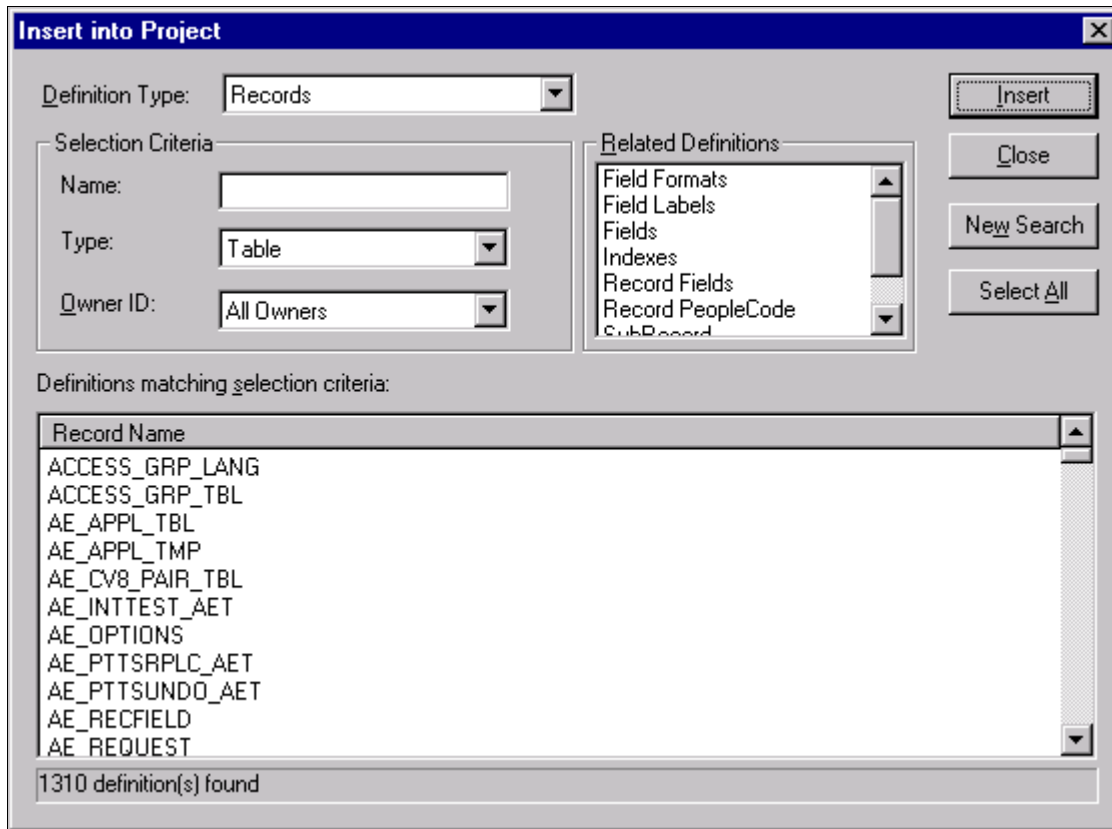 Insert into Project
Definition Type:
Records
Insert
Selection Criteria
Related Definitions
Close
Name:
Field Formats
Field Labels
Fields
Indexes
Record Fields
Record PeopleCode
SubRecord
New Search
Type:
Table
Select All
Owner ID:
All Owners
Definitions matching selection criteria:
Record Name
ACCESS_GRP_LANG
ACCESS_GRP_TBL
AE_APPL_TBL
AE_APPL_TMP
AE_CV8_PAIR_TBL
AE_INTTEST_AET
AE_OPTIONS
AE_PTTSRPLC_AET
AE_PTTSUNDO_AET
AE_RECFIELD
AE_REQUEST
1310 definition(s) found